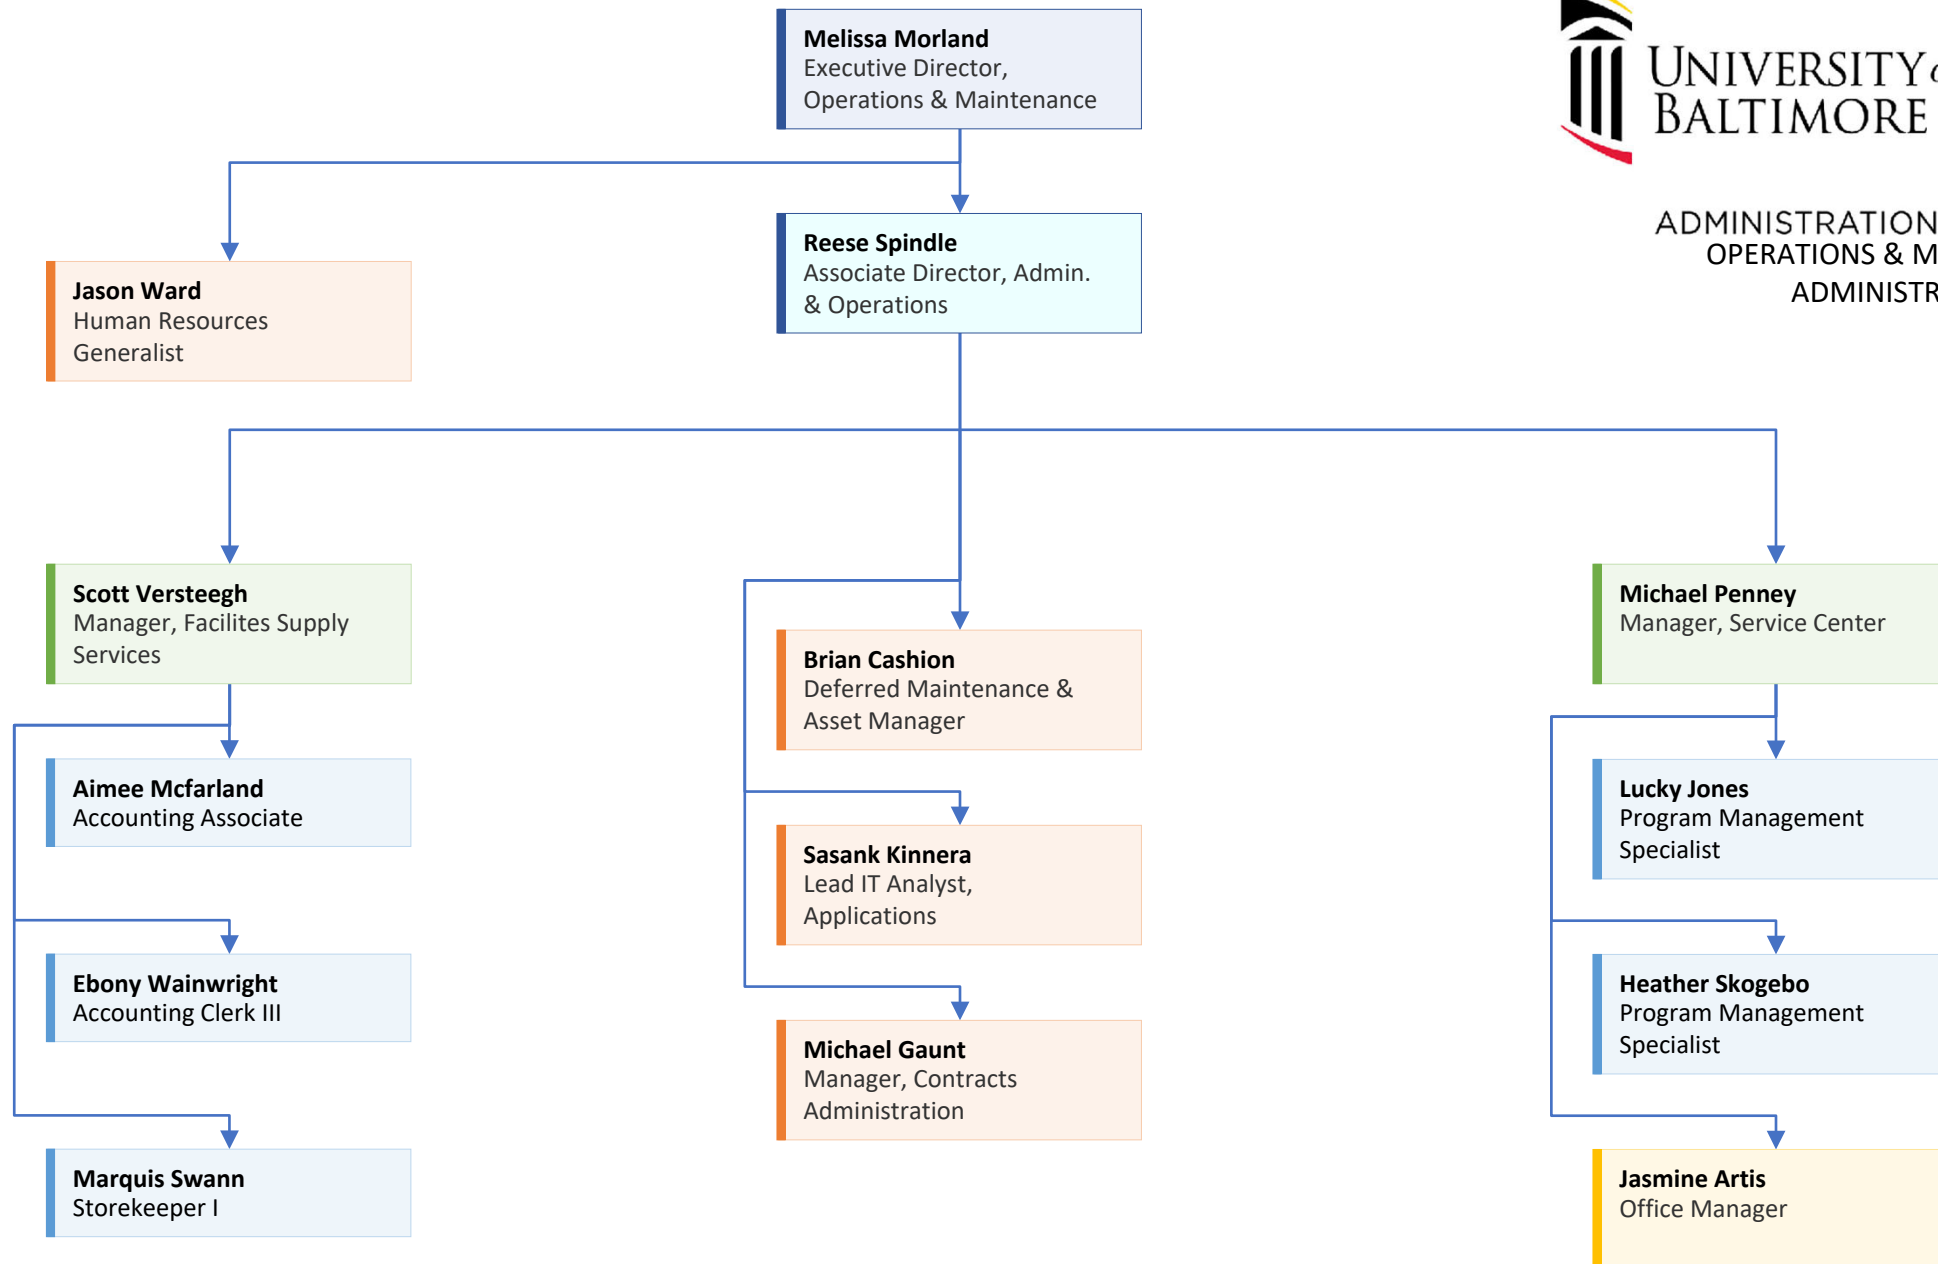 Melissa Morland
Executive Director,
Operations & Maintenance
UNIVERSITY
BALTIMORE
ADMINISTRATION
OPERATIONS &
Reese Spindle
Associate Director, Admin.
& Operations
Jason Ward
Human Resources
Generalist
Scott Versteegh
Manager, Facilites Supply
Services
Aimee Mcfarland
Accounting Associate
Ebony Wainwright
Accounting Clerk III
Marquis Swann
Storekeeper I
Brian Cashion
Deferred Maintenance &
Asset Manager
Sasank Kinnera
Lead IT Analyst,
Applications
Michael Gaunt
Manager, Contracts
Administration
Michael Penney
Manager, Service Center
Lucky Jones
Program Management
Specialist
Heather Skogebo
Program Management
Specialist
Jasmine Artis
Office Manager